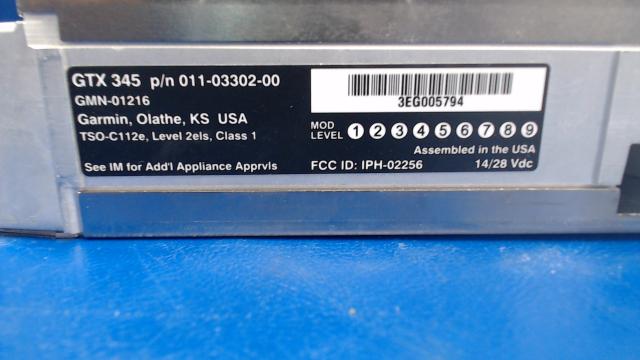 GTX 345 p/n 011-03302-00
GMN-01216
Garmin, Olathe, KS USA
TSO-C112e, Level 2els, Class 1
See IM for Add'l Appliance Apprvls
3EG005794
MOD
LEVEL 1 2 3 4 5 6 7 8 9
Assembled in the USA
FCC ID: IPH-02256 14/28 Vdc